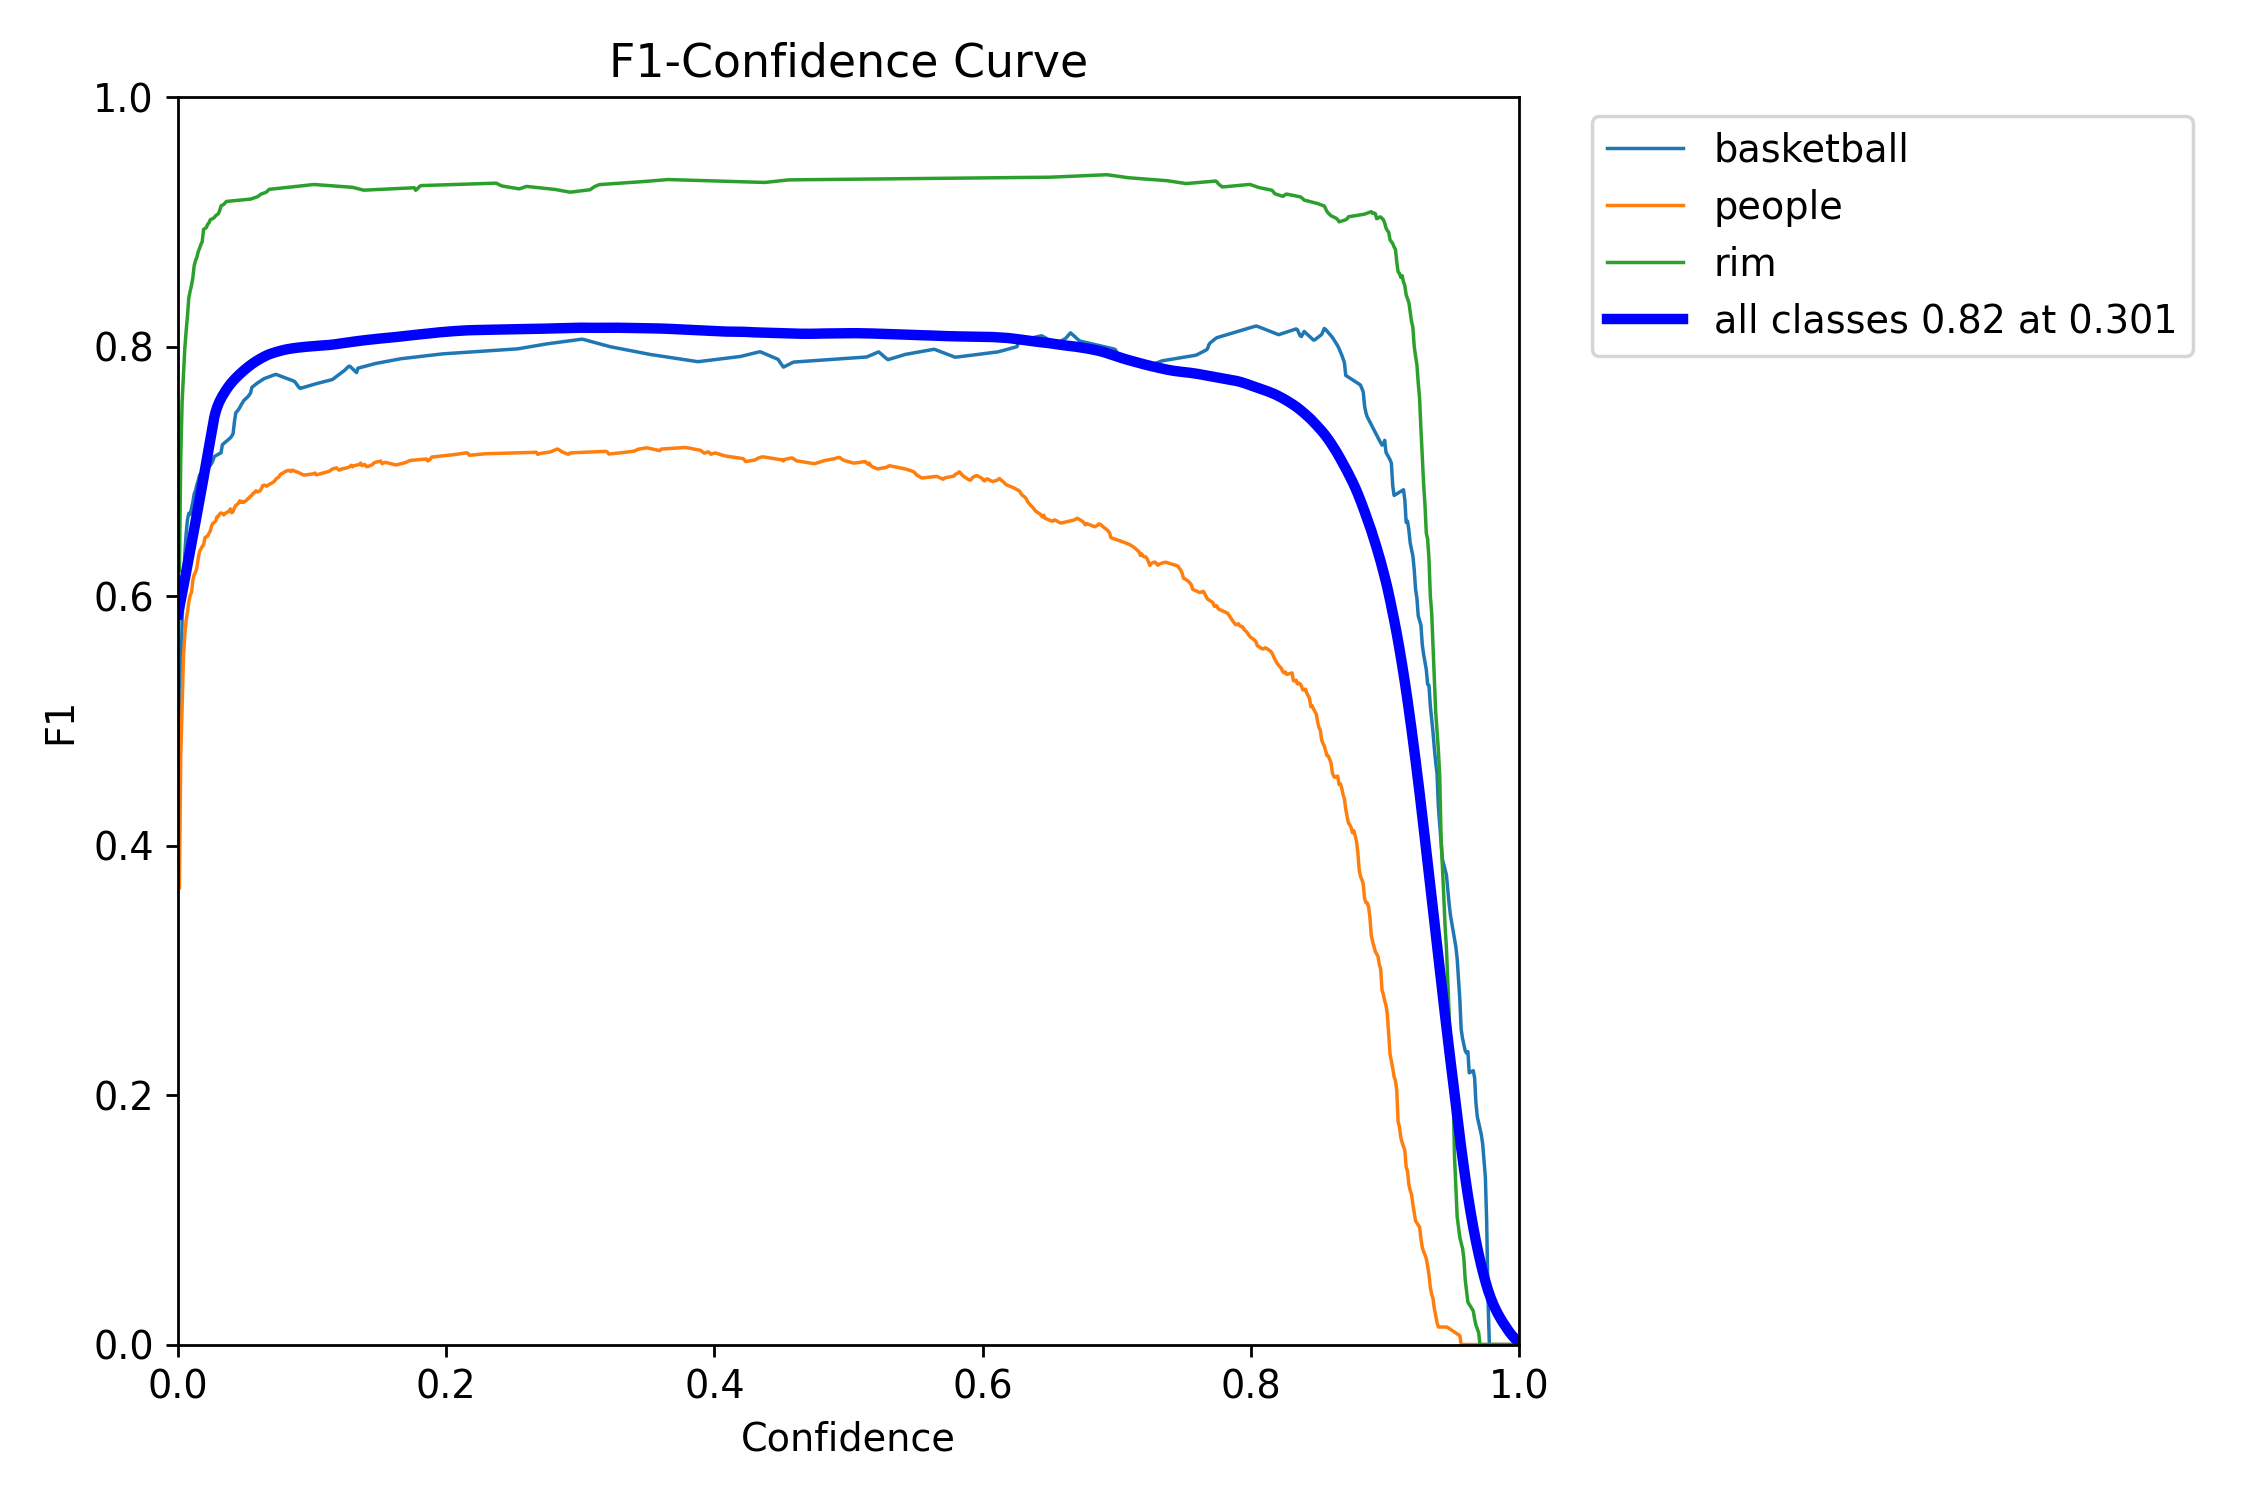 F1-Confidence Curve
1.0
0.8
0.6
0.4
0.2
0.0
F1
0.0 0.2 0.4 0.6 0.8 1.0
Confidence
basketball
people
rim
all classes 0.82 at 0.301